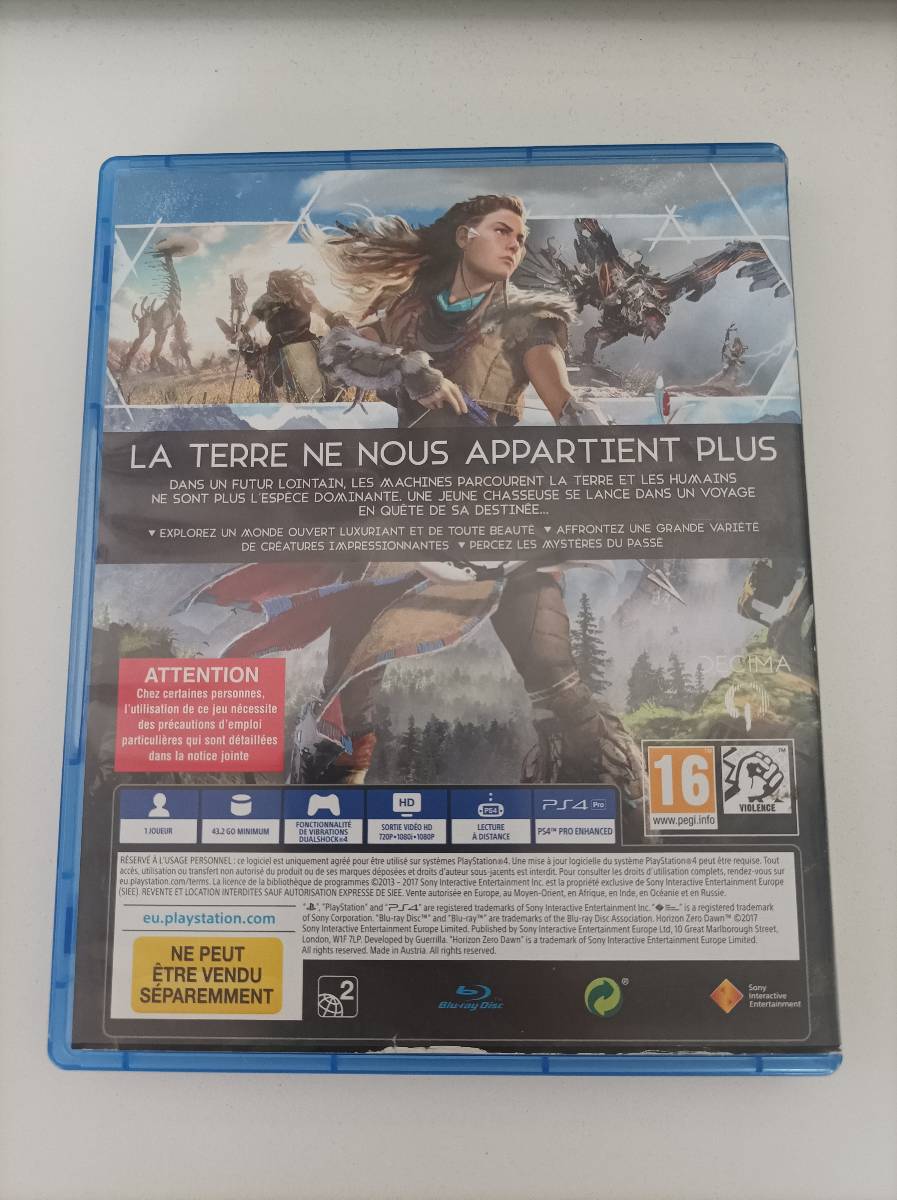 LA TERRE NE NOUS APPARTIENT PLUS
DANS UN FUTUR LOINTAIN, LES MACHINES PARCOURENT LA TERRE ET LES HUMAINS
NE SONT PLUS L'ESPÈCE DOMINANTE. UNE JEUNE CHASSEUSE SE LANCE DANS UN VOYAGE
EN QUÊTE DE SA DESTINÉE...
▼ EXPLOREZ UN MONDE OUVERT LUXURIANT ET DE TOUTE BEAUTÉ ▼ AFFRONTEZ UNE GRANDE VARIÉTÉ
DE CRÉATURES IMPRESSIONNANTES ▼ PERCEZ LES MYSTÈRES DU PASSÉ
DECIMA
ATTENTION
Chez certaines personnes,
l'utilisation de ce jeu nécessite
des précautions d'emploi
particulières qui sont détaillées
dans la notice jointe
16
www.pegi.info
VIOLENCE
™
1 JOUEUR
43.2 GO MINIMUM
FONCTIONNALITÉ
DE VIBRATIONS
DUALSHOCK®4
HD
SORTIE VIDÉO HD
720P•1080i•1080P
PS4
LECTURE
À DISTANCE
PS4 Pro
PS4™ PRO ENHANCED
RÉSERVÉ À L'USAGE PERSONNEL : ce logiciel est uniquement agréé pour être utilisé sur systèmes PlayStation®4. Une mise à jour logicielle du système PlayStation®4 peut être requise. Tout
accès, utilisation ou transfert non autorisé du produit ou de ses marques déposées et droits d'auteur sous-jacents est interdit. Pour consulter les droits d'utilisation complets, rendez-vous sur
eu.playstation.com/terms. La licence de la bibliothèque de programmes ©2013 - 2017 Sony Interactive Entertainment Inc. est la propriété exclusive de Sony Interactive Entertainment Europe
(SIEE). REVENTE ET LOCATION INTERDITES SAUF AUTORISATION EXPRESSE DE SIEE. Vente autorisée en Europe, au Moyen-Orient, en Afrique, en Inde, en Océanie et en Russie.
eu.playstation.com
NE PEUT
ÊTRE VENDU
SÉPAREMMENT
" ", "PlayStation" and "PS4" are registered trademarks of Sony Interactive Entertainment Inc. " " is a registered trademark
of Sony Corporation. "Blu-ray Disc™" and "Blu-ray™" are trademarks of the Blu-ray Disc Association. Horizon Zero Dawn™ ©2017
Sony Interactive Entertainment Europe Limited. Published by Sony Interactive Entertainment Europe Ltd, 10 Great Marlborough Street,
London, W1F 7LP. Developed by Guerrilla. "Horizon Zero Dawn" is a trademark of Sony Interactive Entertainment Europe Limited.
All rights reserved. Made in Austria. All rights reserved.
2
Blu-ray Disc
®
Sony
Interactive
Entertainment